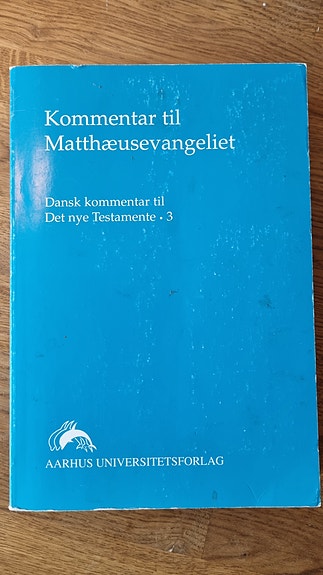 Kommentar til
Matthæusevangeliet
Dansk kommentar til
Det nye Testamente • 3
AARHUS UNIVERSITETSFORLAG